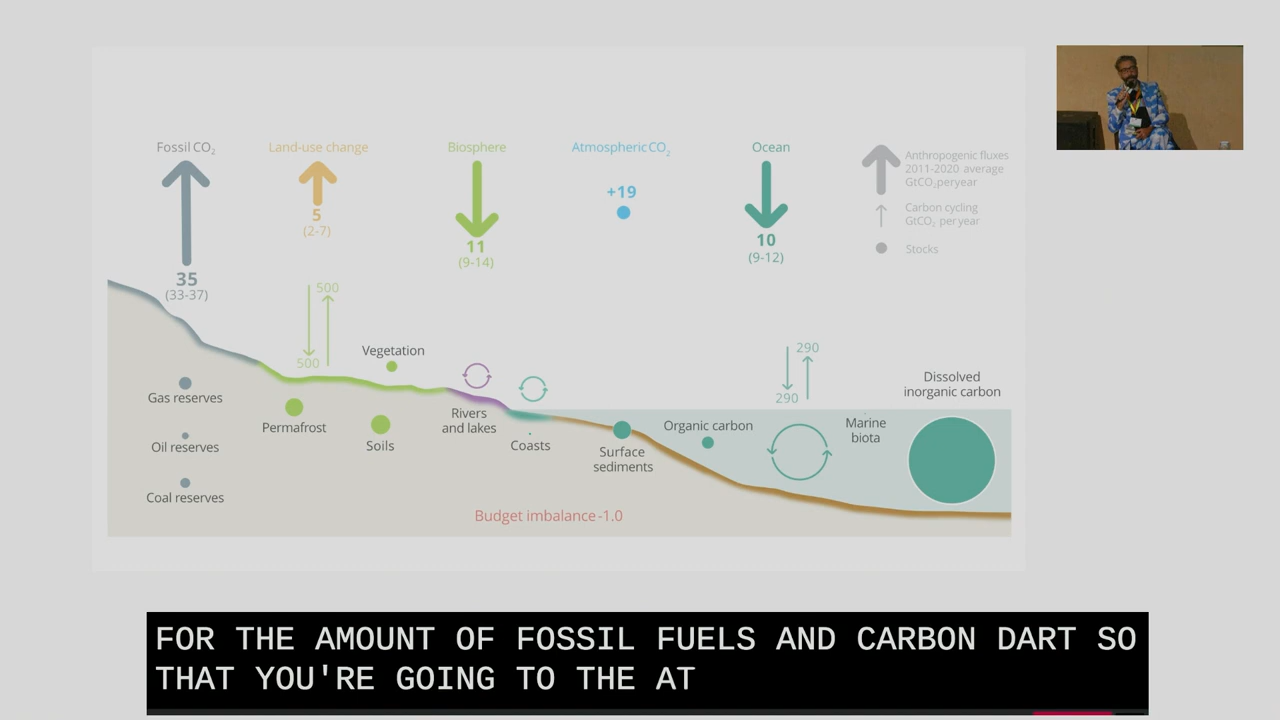 Fossil CO2
Land-use change
Biosphere
Atmospheric CO2
Ocean
Anthropogenic fluxes
2011-2020 average
GtCO2 per year
Carbon cycling
GtCO2 per year
Stocks
+19
5
(2-7)
11
(9-14)
10
(9-12)
35
(33-37)
500
500
290
290
Vegetation
Gas reserves
Permafrost
Soils
Rivers
and lakes
Coasts
Surface
sediments
Organic carbon
Marine
biota
Dissolved
inorganic carbon
Oil reserves
Coal reserves
Budget imbalance -1.0
FOR THE AMOUNT OF FOSSIL FUELS AND CARBON DART SO
THAT YOU'RE GOING TO THE AT